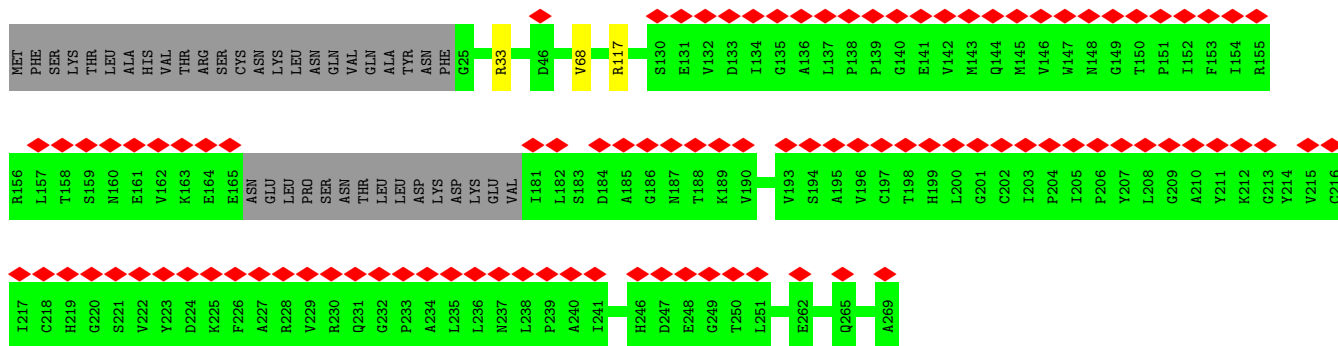 MET PHE SER LYS THR LEU ALA HIS VAL THR ARG SER CYS ASN LYS LEU ASN GLN VAL GLN ALA TYR ASN PHE G25 R33 D46 V68 R117 S130 E131 V132 D133 I134 G135 A136 L137 P138 P139 G140 E141 V142 M143 Q144 M145 V146 W147 N148 G149 T150 P151 I152 F153 I154 R155
R156 L157 T158 S159 N160 E161 V162 K163 E164 E165 ASN GLU LEU PRO SER ASN THR LEU LEU ASP LYS ASP LYS GLU VAL I181 L182 S183 D184 A185 G186 N187 T188 K189 V190 V193 S194 A195 V196 C197 T198 H199 L200 G201 C202 I203 P204 I205 P206 Y207 L208 G209 A210 Y211 K212 G213 Y214 V215 C216
I217 C218 H219 G220 S221 V222 Y223 D224 K225 F226 A227 R228 V229 R230 Q231 G232 P233 A234 L235 L236 N237 L238 P239 A240 I241 H246 D247 E248 G249 T250 L251 E262 Q265 A269